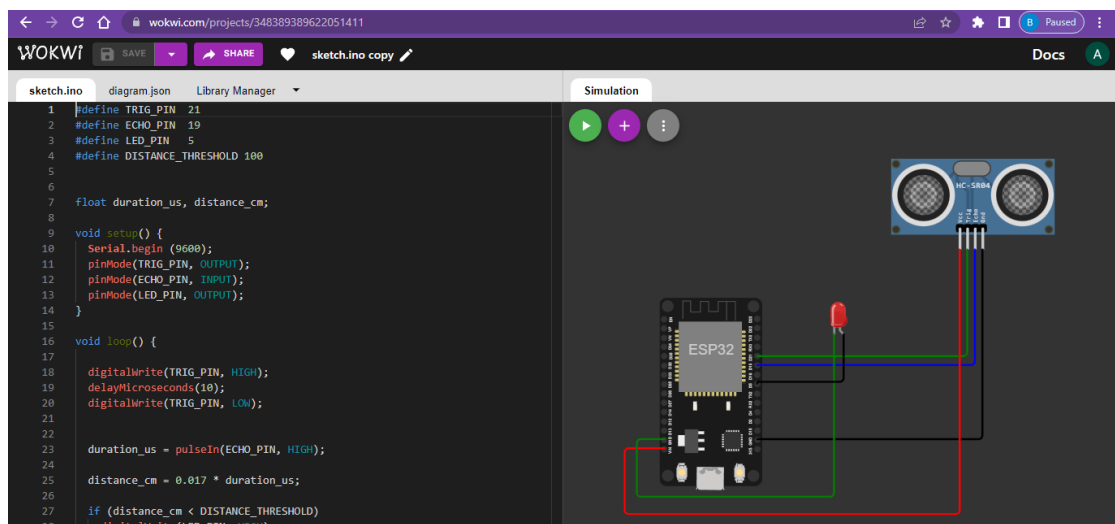 wokwi.com/projects/348389389622051411
B Paused
WOKWi SAVE SHARE sketch.ino copy Docs A
sketch.ino diagram.json Library Manager
Simulation
1 #define TRIG_PIN 21
2 #define ECHO_PIN 19
3 #define LED_PIN 5
4 #define DISTANCE_THRESHOLD 100
5
6
7 float duration_us, distance_cm;
8
9 void setup() {
10 Serial.begin (9600);
11 pinMode(TRIG_PIN, OUTPUT);
12 pinMode(ECHO_PIN, INPUT);
13 pinMode(LED_PIN, OUTPUT);
14 }
15
16 void loop() {
17
18 digitalWrite(TRIG_PIN, HIGH);
19 delayMicroseconds(10);
20 digitalWrite(TRIG_PIN, LOW);
21
22
23 duration_us = pulseIn(ECHO_PIN, HIGH);
24
25 distance_cm = 0.017 * duration_us;
26
27 if (distance_cm < DISTANCE_THRESHOLD)
HC-SR04
Vcc
Trig
Echo
Gnd
ESP32